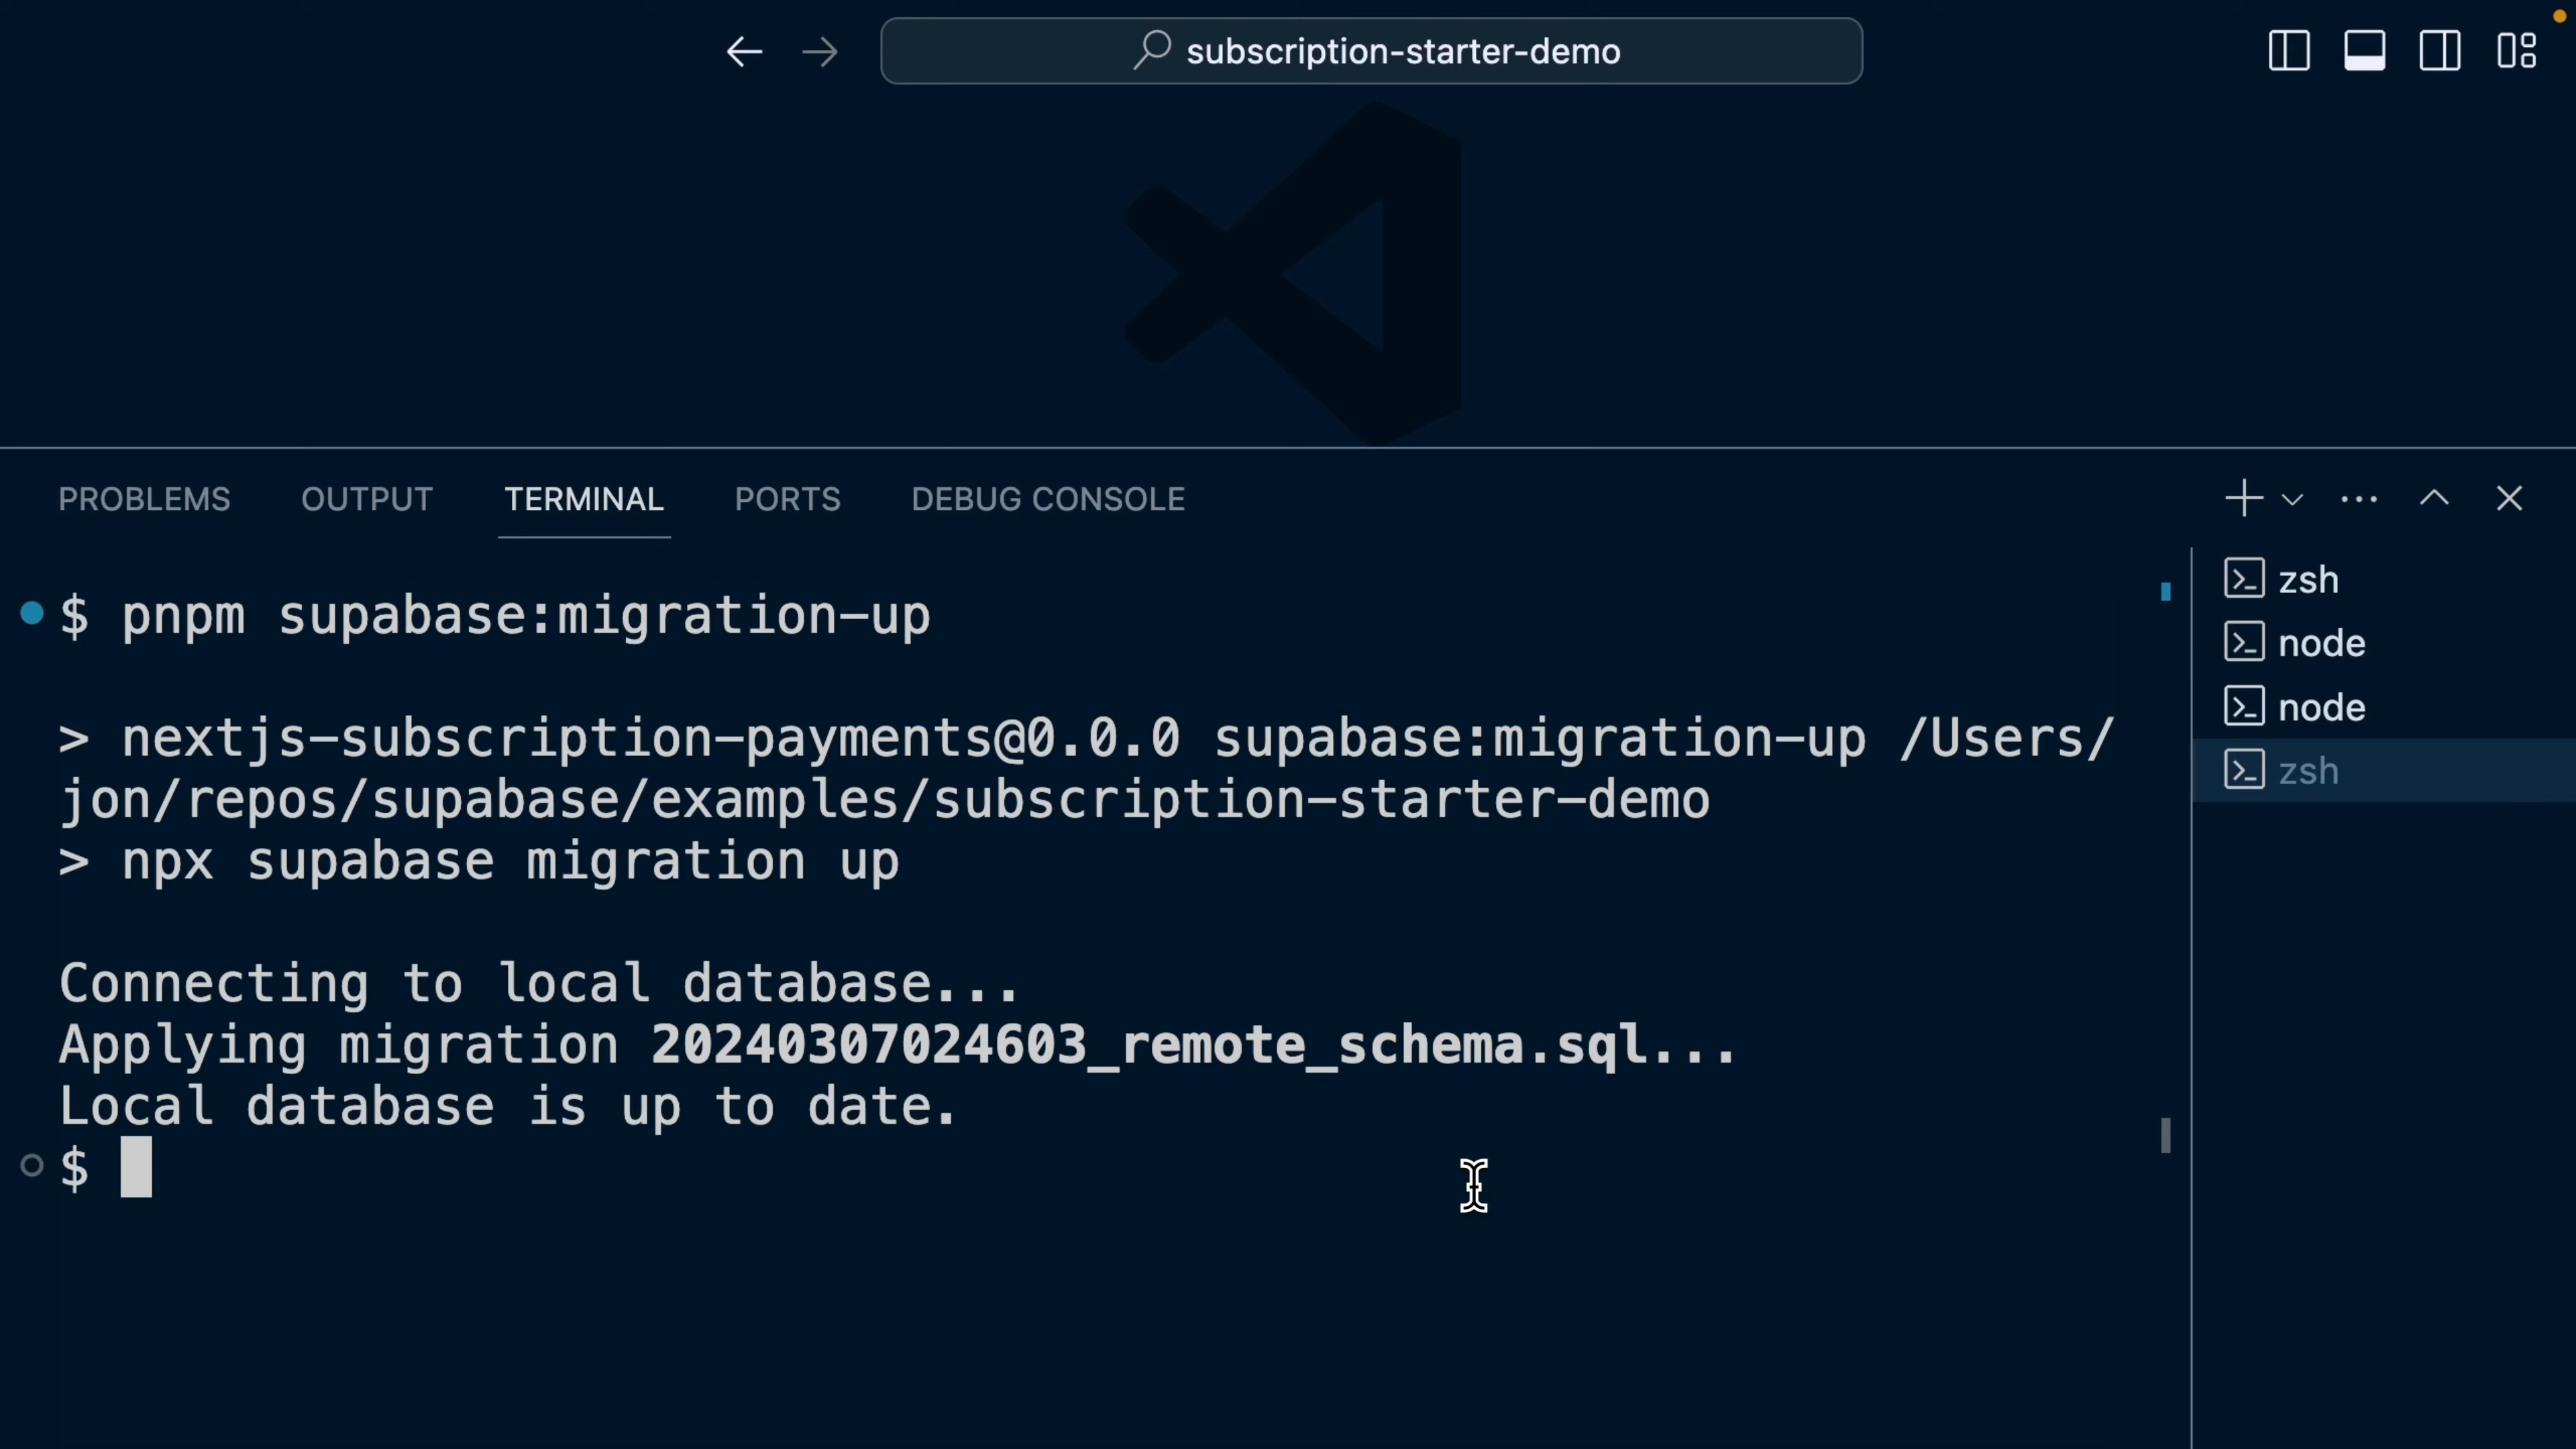 subscription-starter-demo
PROBLEMS OUTPUT TERMINAL PORTS DEBUG CONSOLE
$ pnpm supabase:migration-up
> nextjs-subscription-payments@0.0.0 supabase:migration-up /Users/
jon/repos/supabase/examples/subscription-starter-demo
> npx supabase migration up
Connecting to local database...
Applying migration 20240307024603_remote_schema.sql...
Local database is up to date.
$
zsh
node
node
zsh